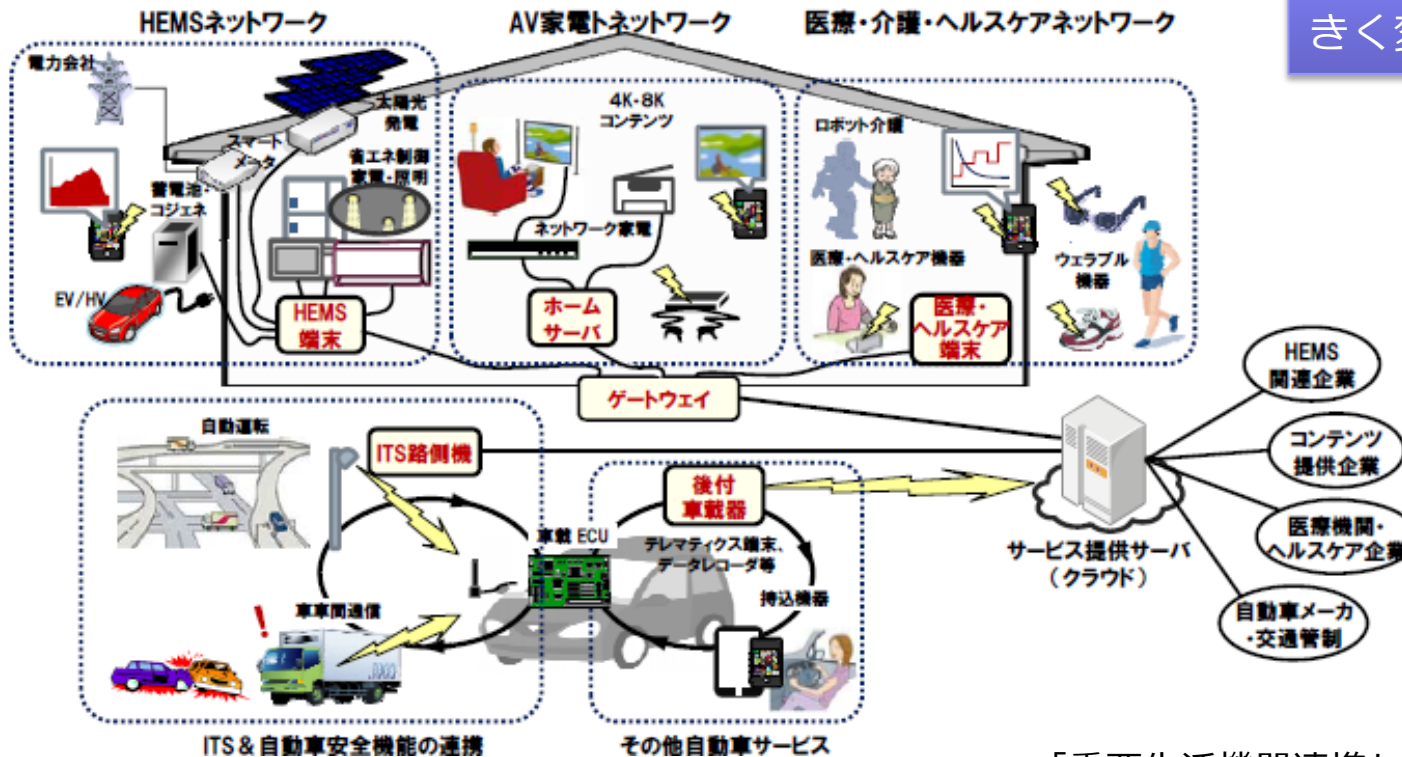 HEMSネットワーク
AV家電トネットワーク
医療・介護・ヘルスケアネットワーク
きく
電力会社
太陽光
発電
スマート
メータ
省エネ制御
家電・照明
蓄電池・
コジェネ
EV/HV
HEMS
端末
4K・8K
コンテンツ
ネットワーク家電
ホーム
サーバ
ロボット介護
医療・ヘルスケア機器
ウェラブル
機器
医療・
ヘルスケア
端末
ゲートウェイ
HEMS
関連企業
コンテンツ
提供企業
医療機関・
ヘルスケア企業
自動車メーカ
・交通管制
サービス提供サーバ
（クラウド）
自動運転
ITS路側機
後付
車載器
車載 ECU
テレマティクス端末、
データレコーダ等
持込機器
車車間通信
!
ITS＆自動車安全機能の連携
その他自動車サービス